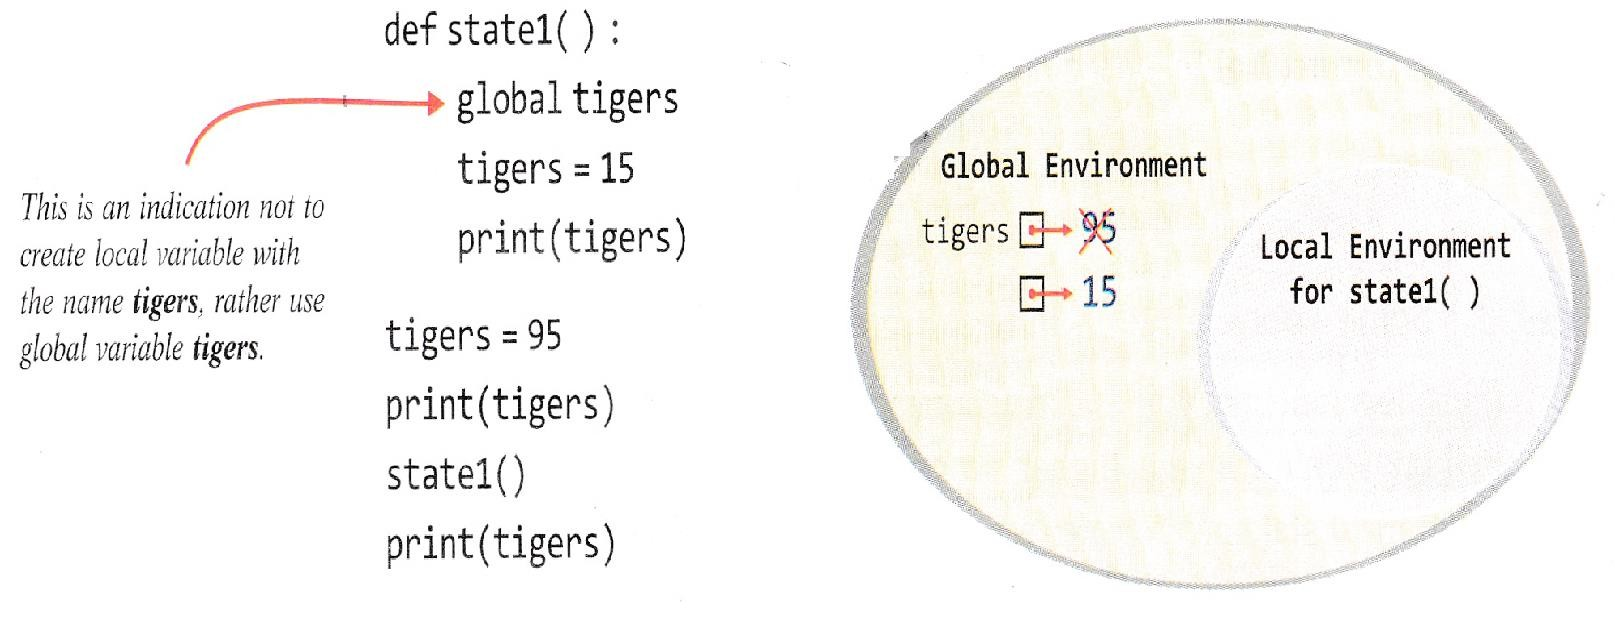 def state1( ) :
global tigers
tigers = 15
print(tigers)
tigers = 95
print(tigers)
state1()
print(tigers)
This is an indication not to
create local variable with
the name tigers, rather use
global variable tigers.
Global Environment
tigers 95
15
Local Environment
for state1( )